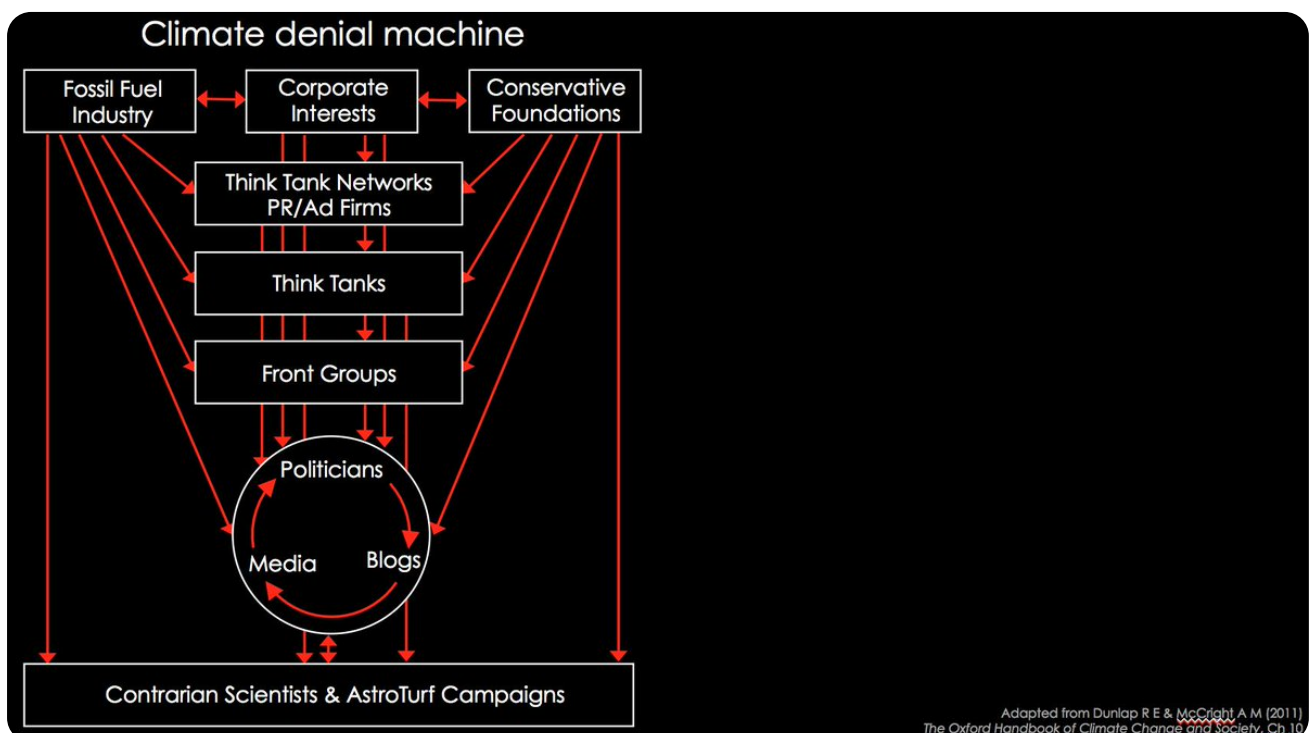 Climate denial machine
Fossil Fuel
Industry
Corporate
Interests
Conservative
Foundations
Think Tank Networks
PR/Ad Firms
Think Tanks
Front Groups
Politicians
Media
Blogs
Contrarian Scientists & AstroTurf Campaigns
Adapted from Dunlap R E & McCright A M (2011)
The Oxford Handbook of Climate Change and Society, Ch 10